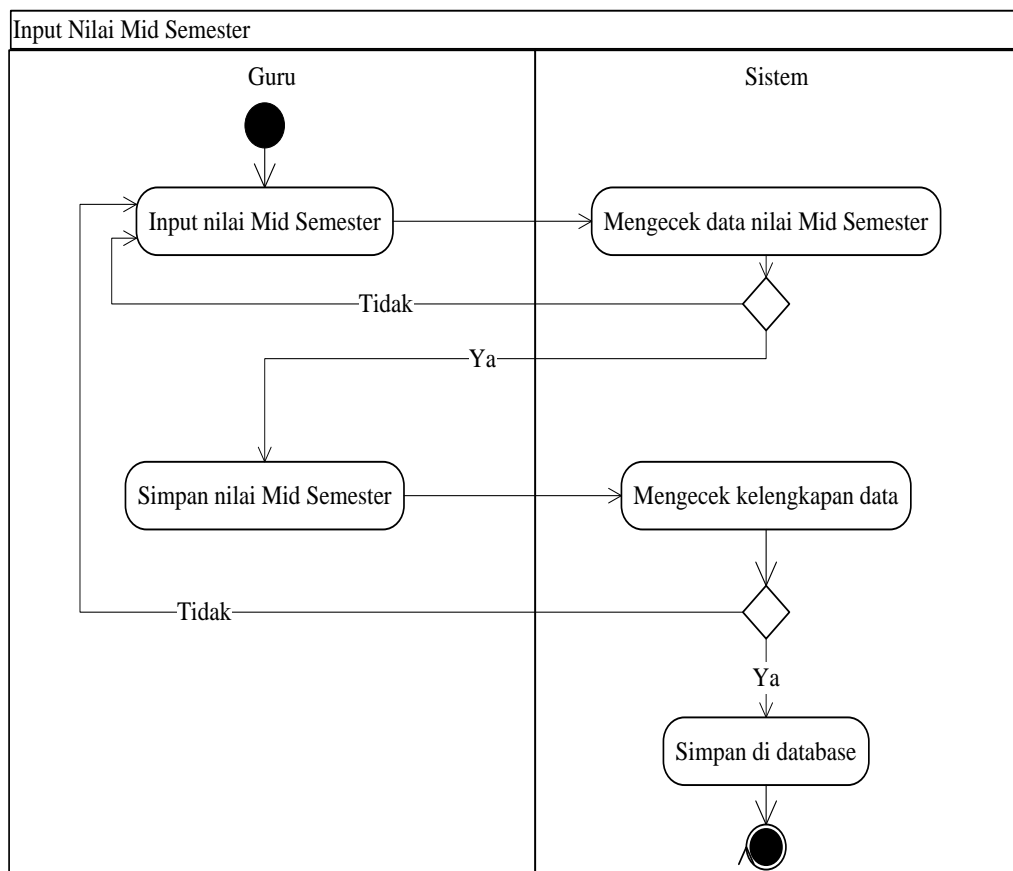 Input Nilai Mid Semester
Guru
Sistem
Input nilai Mid Semester
Mengecek data nilai Mid Semester
Tidak
Ya
Simpan nilai Mid Semester
Mengecek kelengkapan data
Tidak
Ya
Simpan di database